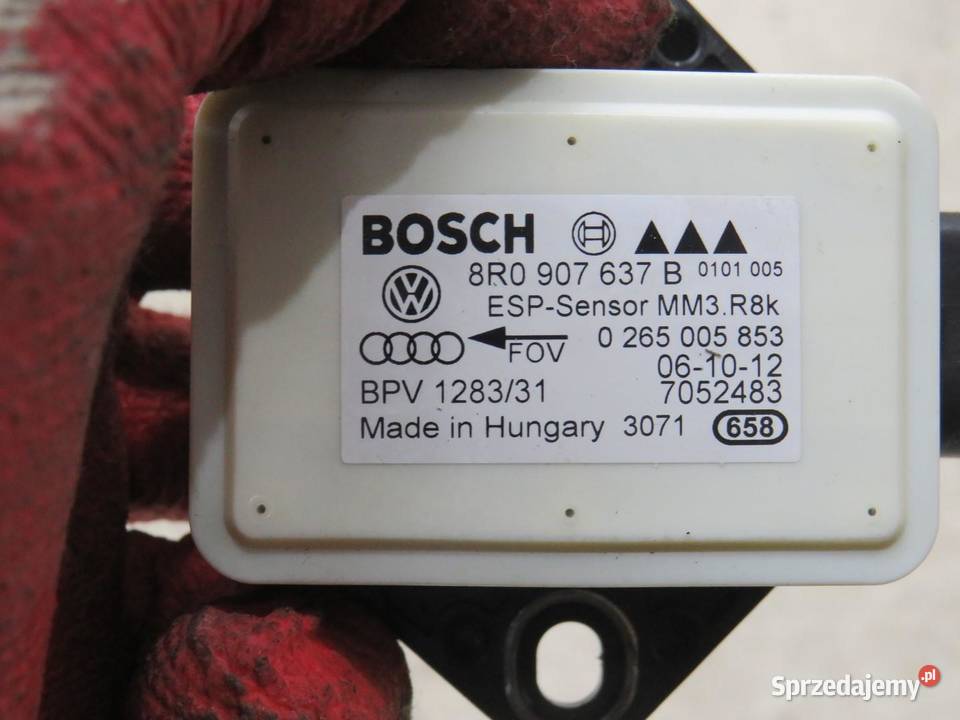 BOSCH
8R0 907 637 B 0101 005
ESP-Sensor MM3.R8k
FOV 0 265 005 853
06-10-12
BPV 1283/31 7052483
Made in Hungary 3071 658
Sprzedajemy.pl